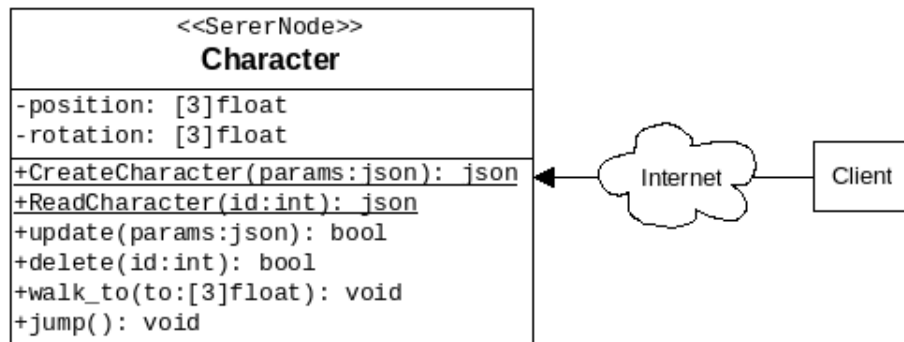 <<SererNode>>
Character
-position: [3]float
-rotation: [3]float
+CreateCharacter(params:json): json
+ReadCharacter(id:int): json
+update(params:json): bool
+delete(id:int): bool
+walk_to(to:[3]float): void
+jump(): void
Internet
Client